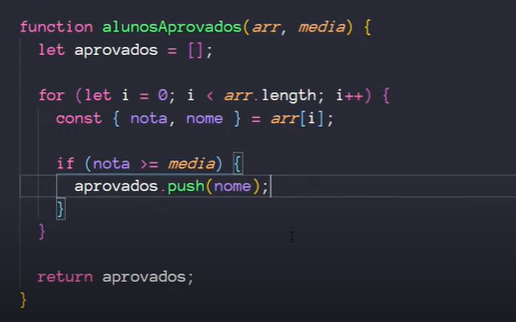 function alunosAprovados(arr, media) {
let aprovados = [];
for (let i = 0; i < arr.length; i++) {
const { nota, nome } = arr[i];
if (nota >= media) {
aprovados.push(nome);
}
}
return aprovados;
}